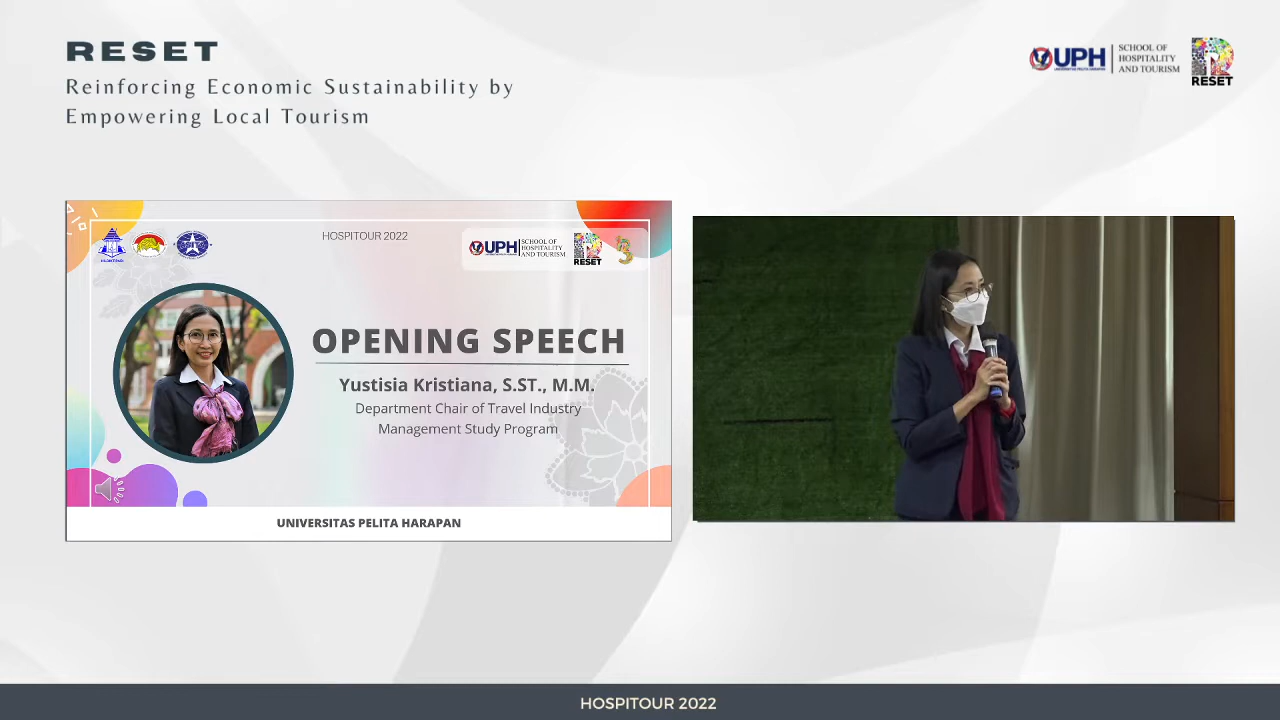 RESET
Reinforcing Economic Sustainability by
Empowering Local Tourism
UPH
SCHOOL OF
HOSPITALITY
AND TOURISM
RESET
HOSPITOUR 2022
UPH
SCHOOL OF
HOSPITALITY
AND TOURISM
RESET
OPENING SPEECH
Yustisia Kristiana, S.ST., M.M.
Department Chair of Travel Industry
Management Study Program
UNIVERSITAS PELITA HARAPAN
HOSPITOUR 2022